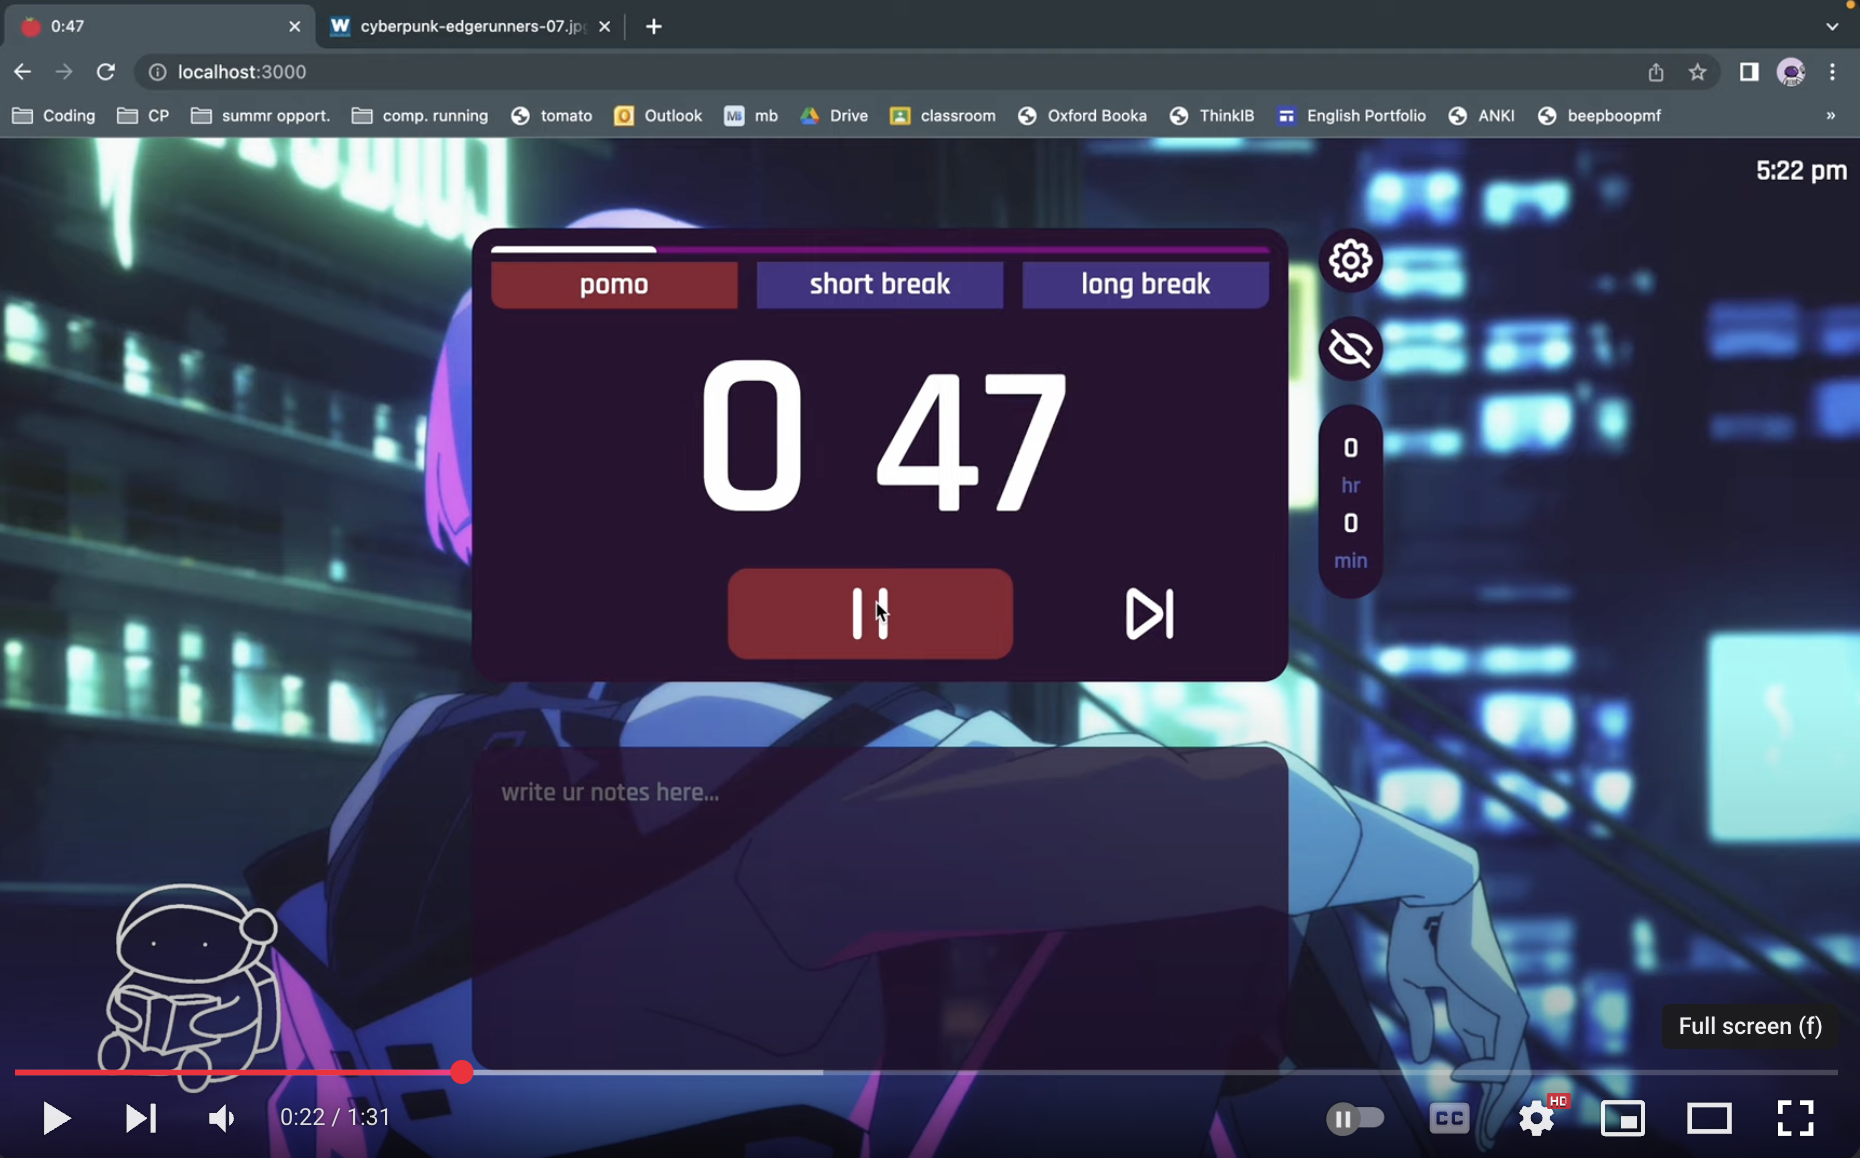 0:47
W cyberpunk-edgerunners-07.jp
localhost:3000
Coding CP summr opport. comp. running tomato Outlook mb Drive classroom Oxford Booka ThinkIB English Portfolio ANKI beepboopmf »
5:22 pm
pomo short break long break
0 47
0
hr
0
min
write ur notes here...
Full screen (f)
0:22 / 1:31
CC
HD